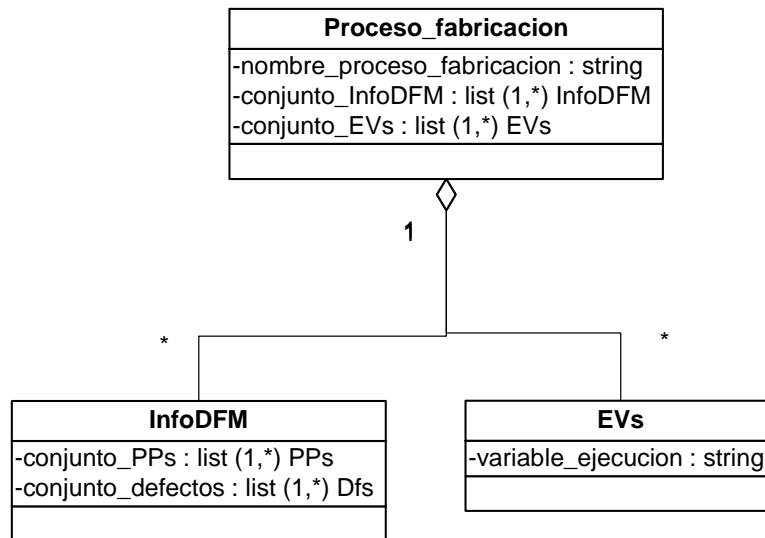 Proceso_fabricacion
-nombre_proceso_fabricacion : string
-conjunto_InfoDFM : list (1,*) InfoDFM
-conjunto_EVs : list (1,*) EVs
1
*
*
InfoDFM
-conjunto_PPs : list (1,*) PPs
-conjunto_defectos : list (1,*) Dfs
EVs
-variable_ejecucion : string